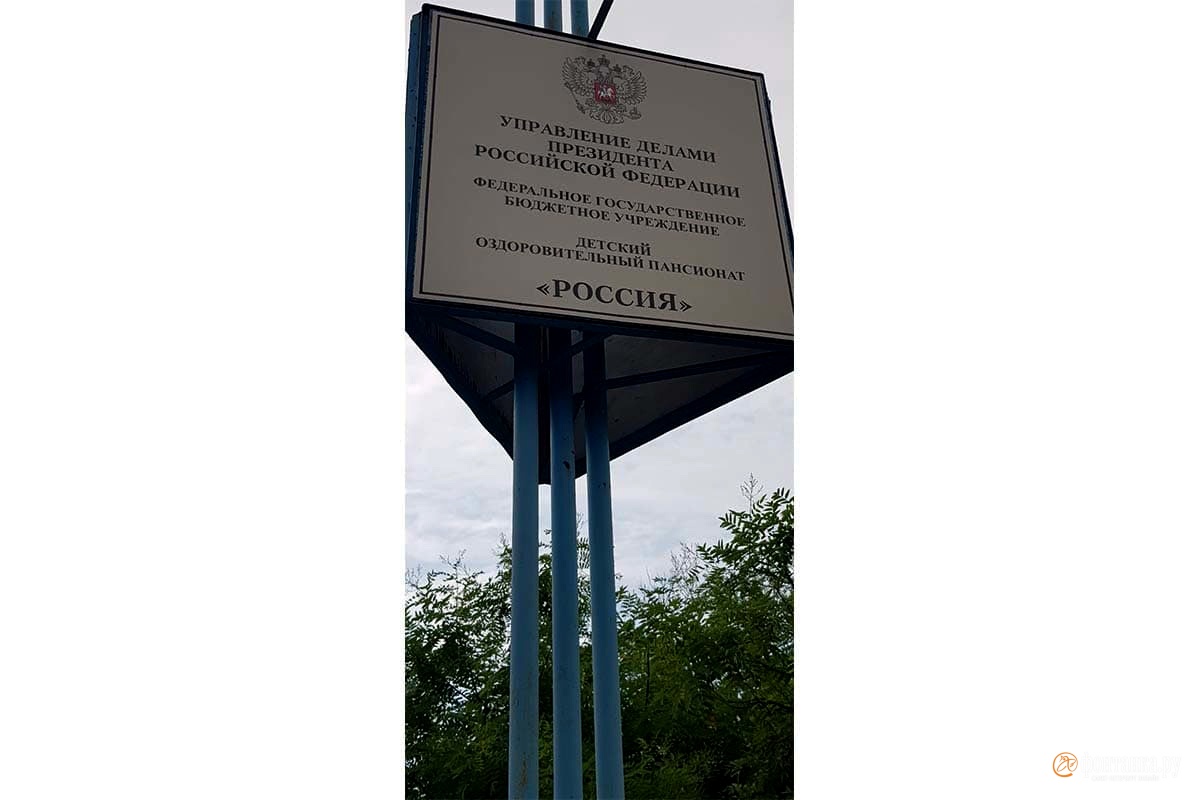 УПРАВЛЕНИЕ ДЕЛАМИ
ПРЕЗИДЕНТА
РОССИЙСКОЙ ФЕДЕРАЦИИ
ФЕДЕРАЛЬНОЕ ГОСУДАРСТВЕННОЕ
БЮДЖЕТНОЕ УЧРЕЖДЕНИЕ
ДЕТСКИЙ
ОЗДОРОВИТЕЛЬНЫЙ ПАНСИОНАТ
«РОССИЯ»